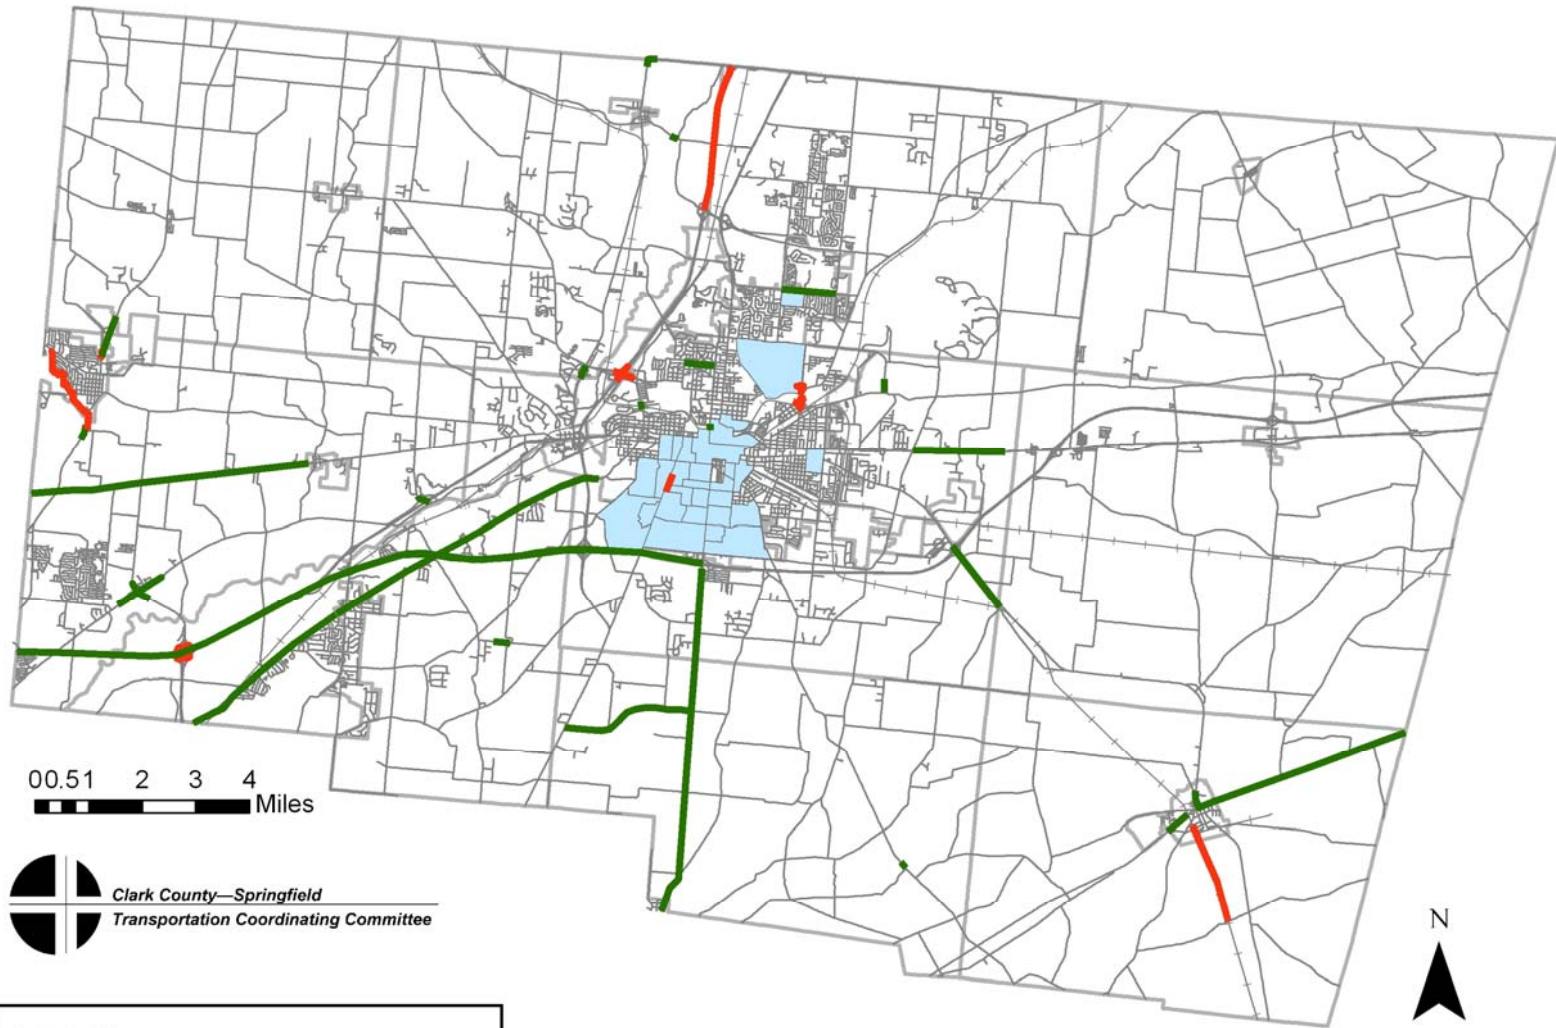 00.51 2 3 4
Miles
Clark County—Springfield
Transportation Coordinating Committee
N